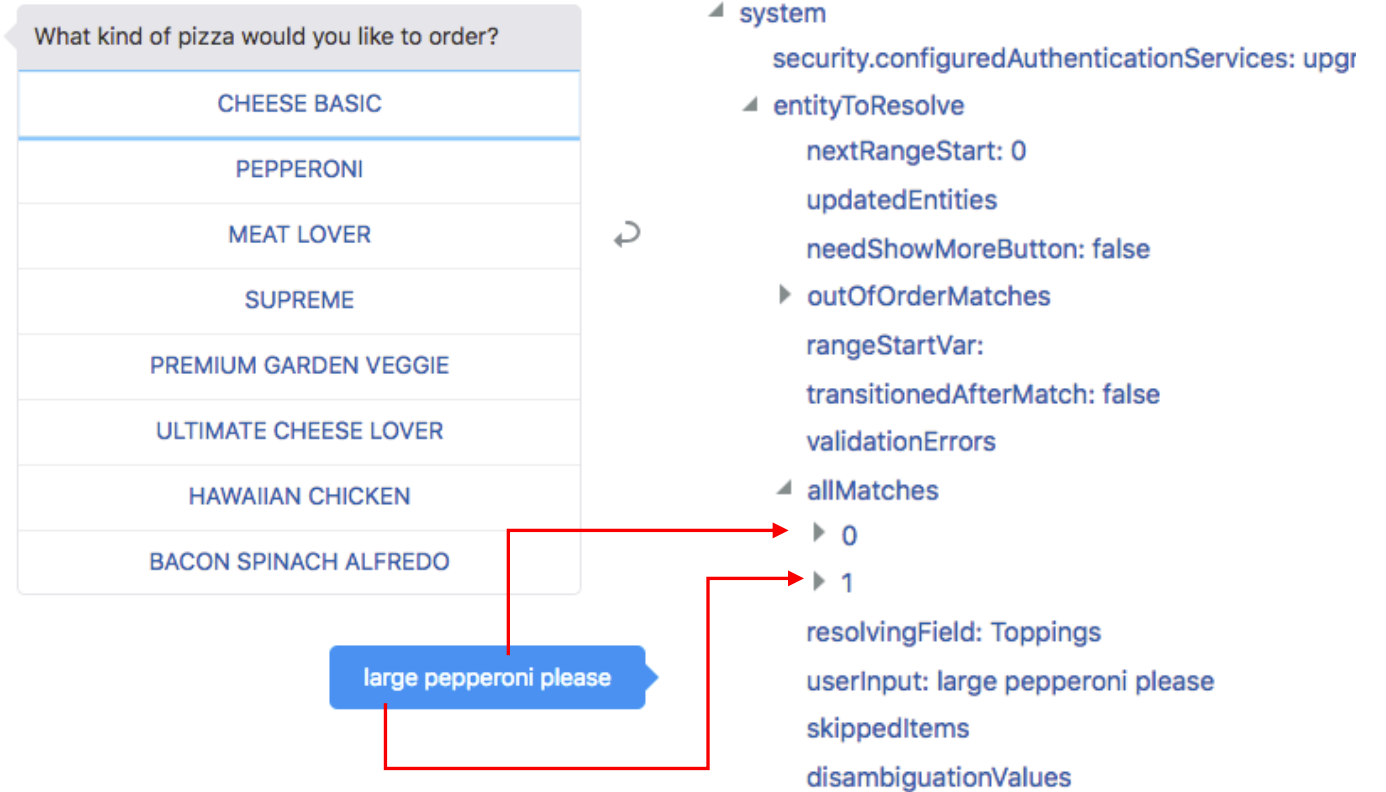 What kind of pizza would you like to order?
CHEESE BASIC
PEPPERONI
MEAT LOVER
SUPREME
PREMIUM GARDEN VEGGIE
ULTIMATE CHEESE LOVER
HAWAIIAN CHICKEN
BACON SPINACH ALFREDO
large pepperoni please
system
security.configuredAuthenticationServices: upgr
entityToResolve
nextRangeStart: 0
updatedEntities
needShowMoreButton: false
outOfOrderMatches
rangeStartVar:
transitionedAfterMatch: false
validationErrors
allMatches
0
1
resolvingField: Toppings
userInput: large pepperoni please
skippedItems
disambiguationValues